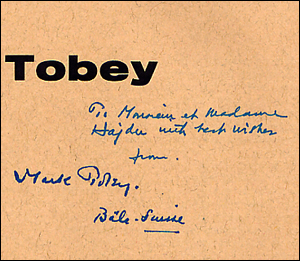 Tobey
To Monsieur et Madame
Hajdu with best wishes
from.
Mark Tobey.
Bâle-Suisse